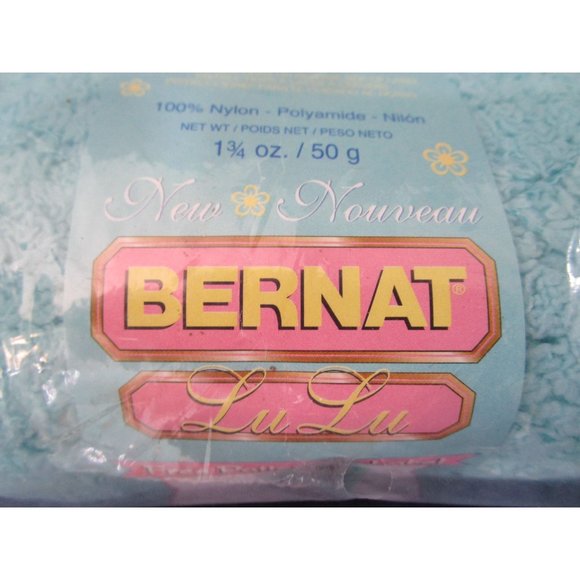 100% Nylon - Polyamide - Nilón
NET WT / POIDS NET / PESO NETO
1¾ oz. / 50 g
New Nouveau
BERNAT®
Lu Lu